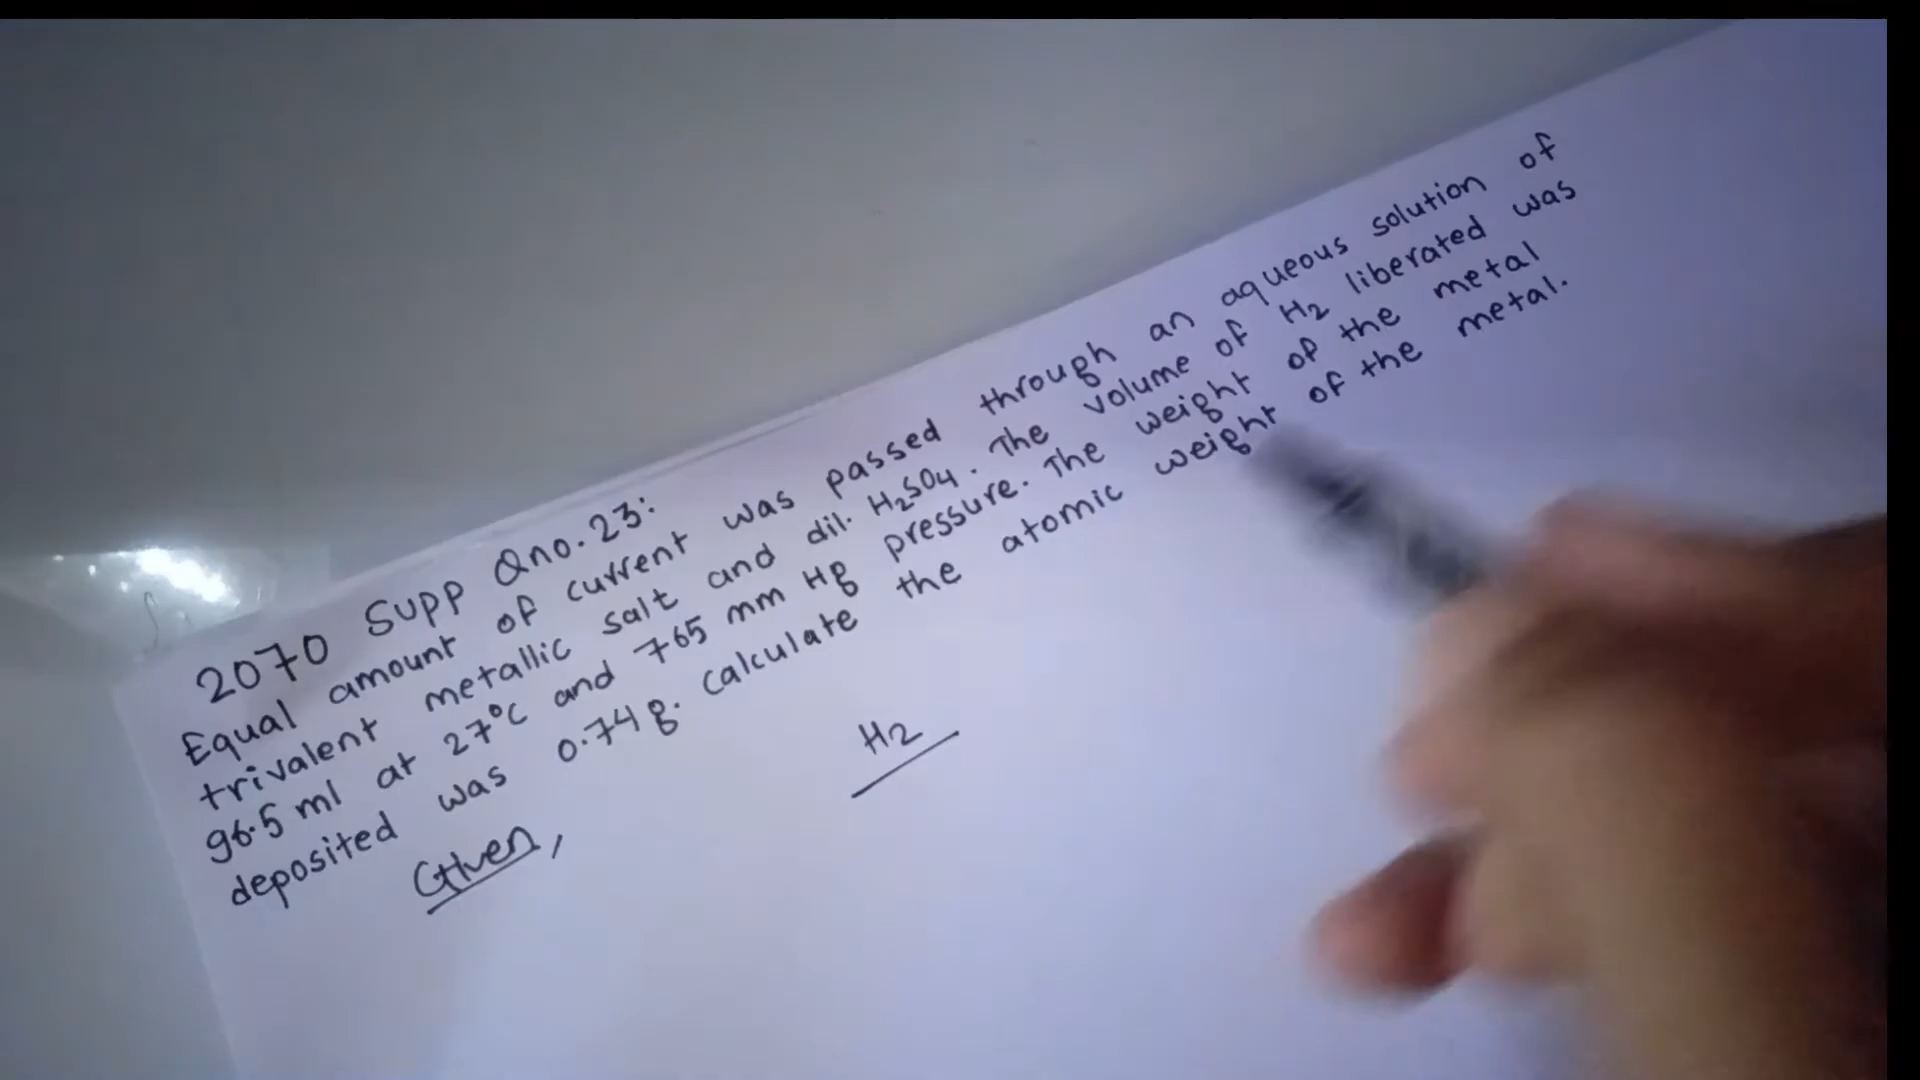 2070 Supp Qno.23:
Equal amount of current was passed through an aqueous solution of
trivalent metallic salt and dil. H₂SO₄. The volume of H₂ liberated was
96.5 ml at 27°C and 765 mm Hg pressure. The weight of the metal
deposited was 0.74 g. calculate the atomic weight of the metal.
Given,
H₂